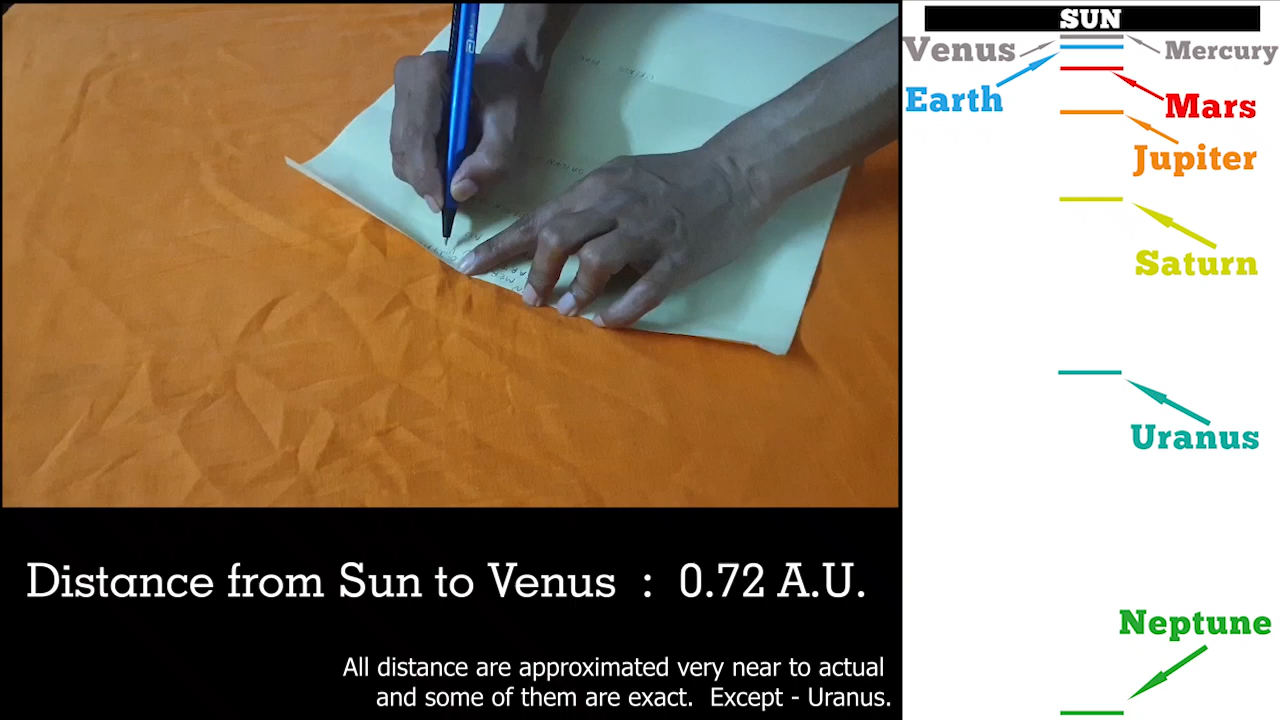 SUN
Venus
Mercury
Earth
Mars
Jupiter
Saturn
Uranus
Neptune
Distance from Sun to Venus : 0.72 A.U.
All distance are approximated very near to actual
and some of them are exact. Except - Uranus.